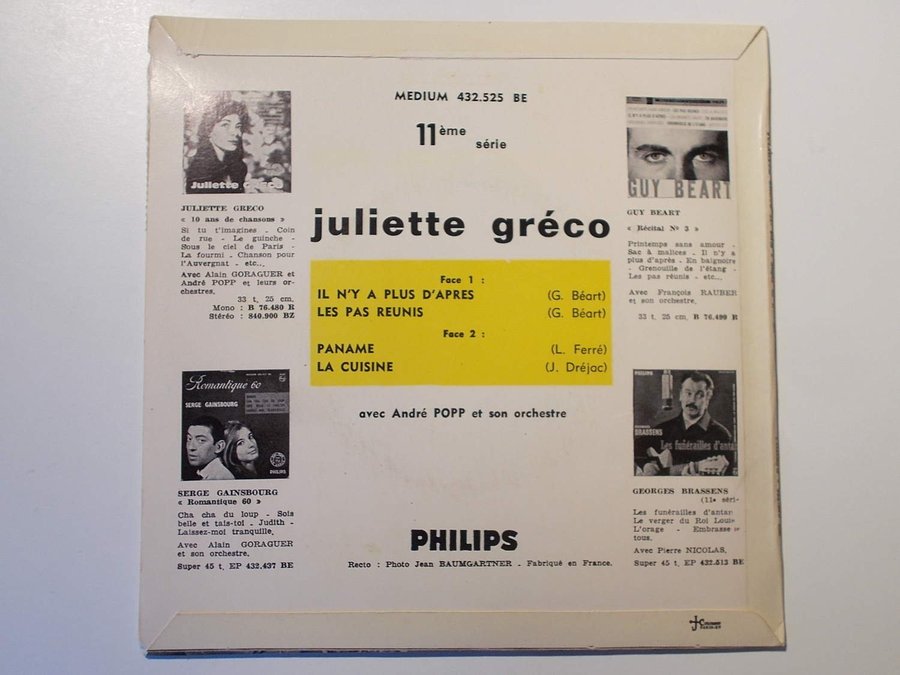 MEDIUM 432.525 BE
11ème série
juliette gréco
Face 1 :
IL N'Y A PLUS D'APRES (G. Béart)
LES PAS REUNIS (G. Béart)
Face 2 :
PANAME (L. Ferré)
LA CUISINE (J. Dréjac)
avec André POPP et son orchestre
PHILIPS
Recto : Photo Jean BAUMGARTNER - Fabriqué en France.
Juliette GRECO
JULIETTE GRECO
« 10 ans de chansons »
Si tu t'imagines - Coin
de rue - Le guinche -
Sous le ciel de Paris -
La fourmi - Chanson pour
l'Auvergnat - etc...
Avec Alain GORAGUER et
André POPP et leurs or-
chestres.
33 t. 25 cm.
Mono : B 76.480 R
Stéréo : 840.900 BZ
Romantique 60
SERGE GAINSBOURG
PHILIPS
SERGE GAINSBOURG
« Romantique 60 »
Cha cha du loup - Sois
belle et tais-toi - Judith -
Laissez-moi tranquille.
Avec Alain GORAGUER
et son orchestre.
Super 45 t. EP 432.437 BE
GUY BEART
GUY BEART
« Récital Nº 3 »
Printemps sans amour -
Sac à malices - Il n'y a
plus d'après - En baignoire
- Grenouille de l'étang -
Les pas réunis - etc...
Avec François RAUBER
et son orchestre.
33 t. 25 cm. B 76.499 R
PHILIPS
GEORGES
BRASSENS
Les funérailles d'antan
GEORGES BRASSENS
(11e séri-
Les funérailles d'antan
Le verger du Roi Louis
L'orage - Embrasse
tous.
Avec Pierre NICOLAS.
Super 45 t. EP 432.513 BE